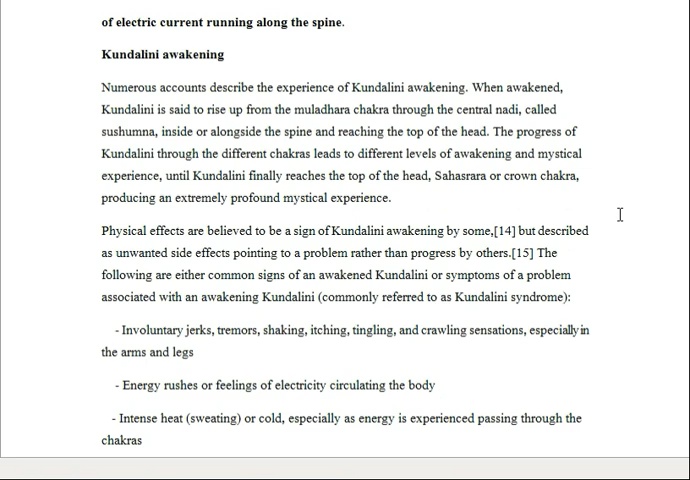 of electric current running along the spine.
Kundalini awakening
Numerous accounts describe the experience of Kundalini awakening. When awakened,
Kundalini is said to rise up from the muladhara chakra through the central nadi, called
sushumna, inside or alongside the spine and reaching the top of the head. The progress of
Kundalini through the different chakras leads to different levels of awakening and mystical
experience, until Kundalini finally reaches the top of the head, Sahasrara or crown chakra,
producing an extremely profound mystical experience.
Physical effects are believed to be a sign of Kundalini awakening by some,[14] but described
as unwanted side effects pointing to a problem rather than progress by others.[15] The
following are either common signs of an awakened Kundalini or symptoms of a problem
associated with an awakening Kundalini (commonly referred to as Kundalini syndrome):
- Involuntary jerks, tremors, shaking, itching, tingling, and crawling sensations, especially in
the arms and legs
- Energy rushes or feelings of electricity circulating the body
- Intense heat (sweating) or cold, especially as energy is experienced passing through the
chakras